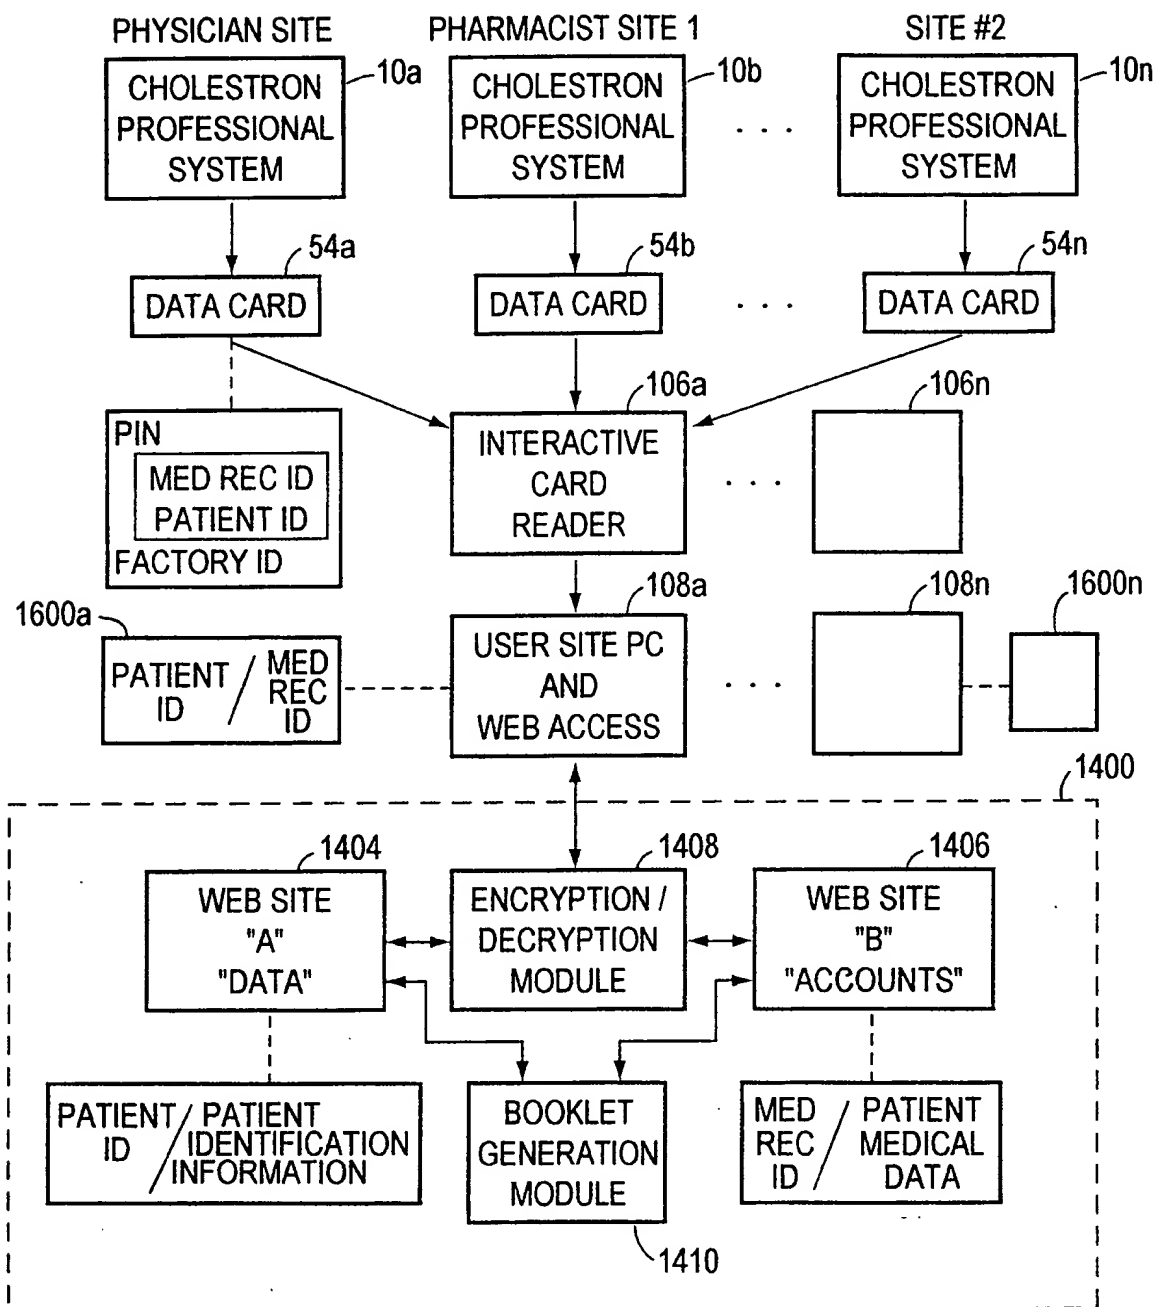 PHYSICIAN SITE
PHARMACIST SITE 1
SITE #2
10a
10b
10n
CHOLESTRON
PROFESSIONAL
SYSTEM
CHOLESTRON
PROFESSIONAL
SYSTEM
. . .
CHOLESTRON
PROFESSIONAL
SYSTEM
54a
54b
54n
DATA CARD
DATA CARD
. . .
DATA CARD
106a
106n
PIN
MED REC ID
PATIENT ID
FACTORY ID
INTERACTIVE
CARD
READER
. . .
1600a
108a
108n
1600n
PATIENT
ID
/
MED
REC
ID
USER SITE PC
AND
WEB ACCESS
. . .
1400
1404
1408
1406
WEB SITE
"A"
"DATA"
ENCRYPTION /
DECRYPTION
MODULE
WEB SITE
"B"
"ACCOUNTS"
PATIENT
ID
/
PATIENT
IDENTIFICATION
INFORMATION
BOOKLET
GENERATION
MODULE
MED
REC
ID
/
PATIENT
MEDICAL
DATA
1410